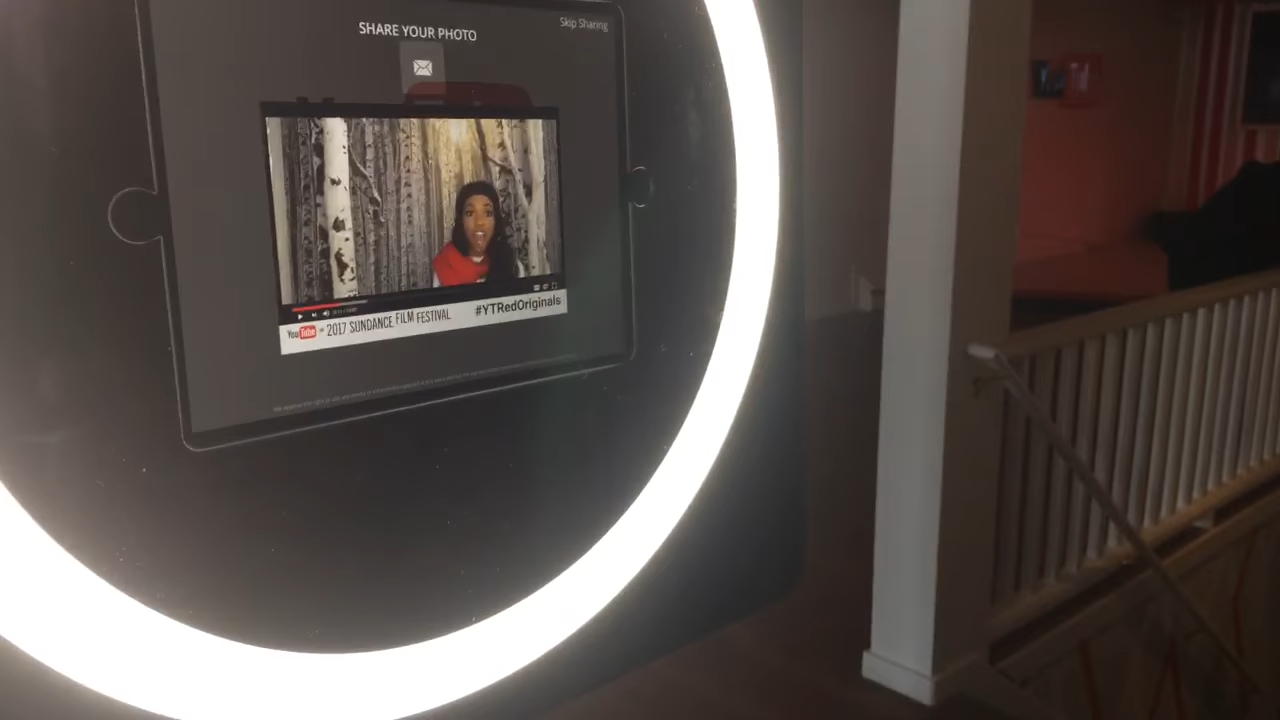 SHARE YOUR PHOTO
Skip Sharing
#YTRedOriginals
YouTube 2017 SUNDANCE FILM FESTIVAL